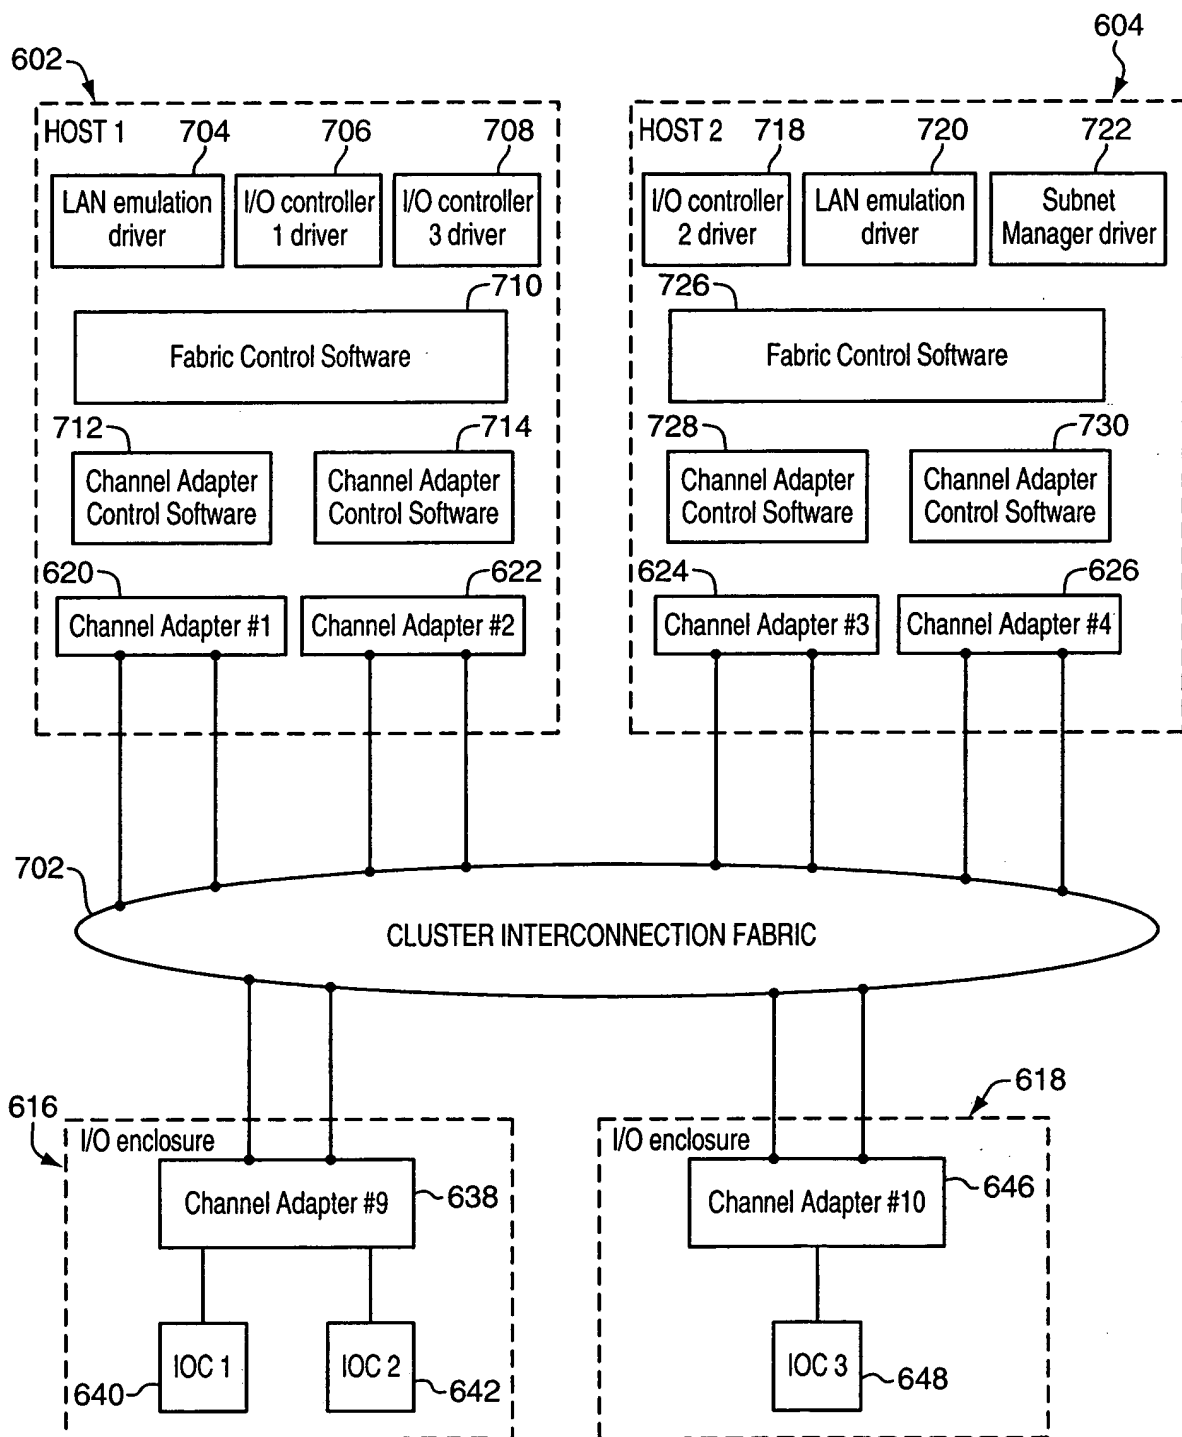 604
602
HOST 1
704
706
708
HOST 2
718
720
722
LAN emulation
driver
I/O controller
1 driver
I/O controller
3 driver
I/O controller
2 driver
LAN emulation
driver
Subnet
Manager driver
710
726
Fabric Control Software
Fabric Control Software
712
714
728
730
Channel Adapter
Control Software
Channel Adapter
Control Software
Channel Adapter
Control Software
Channel Adapter
Control Software
620
622
624
626
Channel Adapter #1
Channel Adapter #2
Channel Adapter #3
Channel Adapter #4
702
CLUSTER INTERCONNECTION FABRIC
616
618
I/O enclosure
I/O enclosure
Channel Adapter #9
638
Channel Adapter #10
646
IOC 1
IOC 2
IOC 3
640
642
648